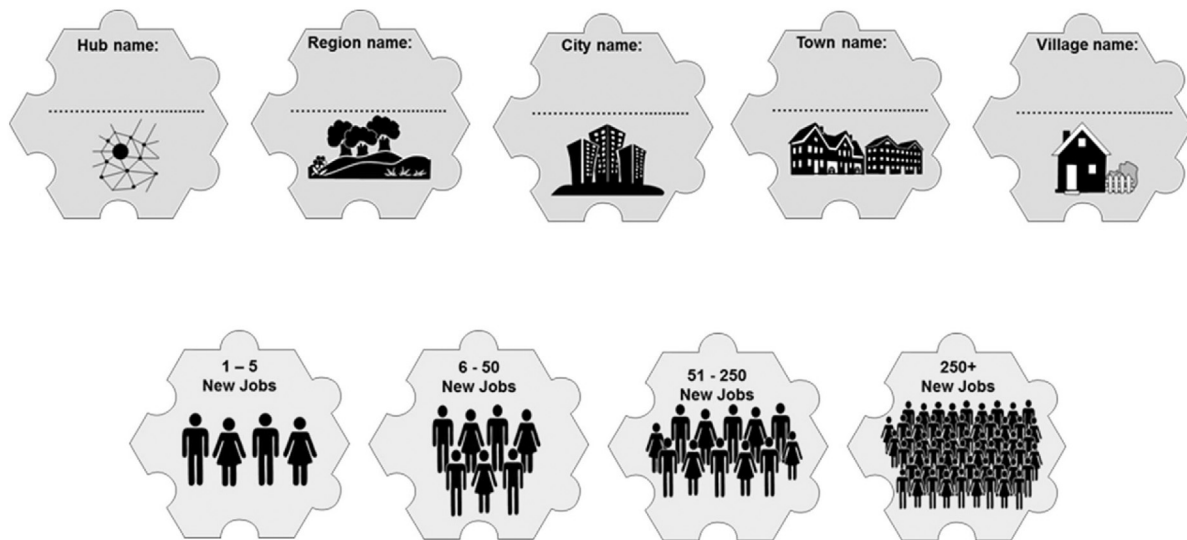 Hub name:
Region name:
City name:
Town name:
Village name:
1 – 5
New Jobs
6 - 50
New Jobs
51 - 250
New Jobs
250+
New Jobs